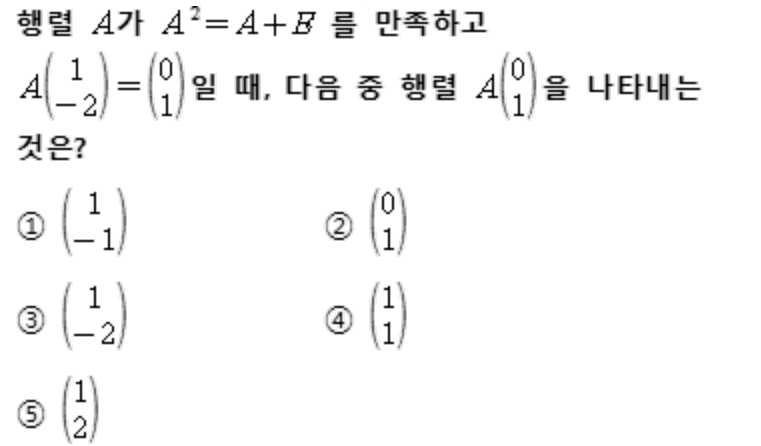 행렬 A가 A²=A+E 를 만족하고
A(1 -2)=(0 1)일 때, 다음 중 행렬 A(0 1)을 나타내는
것은?
① (1 -1) ② (0 1)
③ (1 -2) ④ (1 1)
⑤ (1 2)